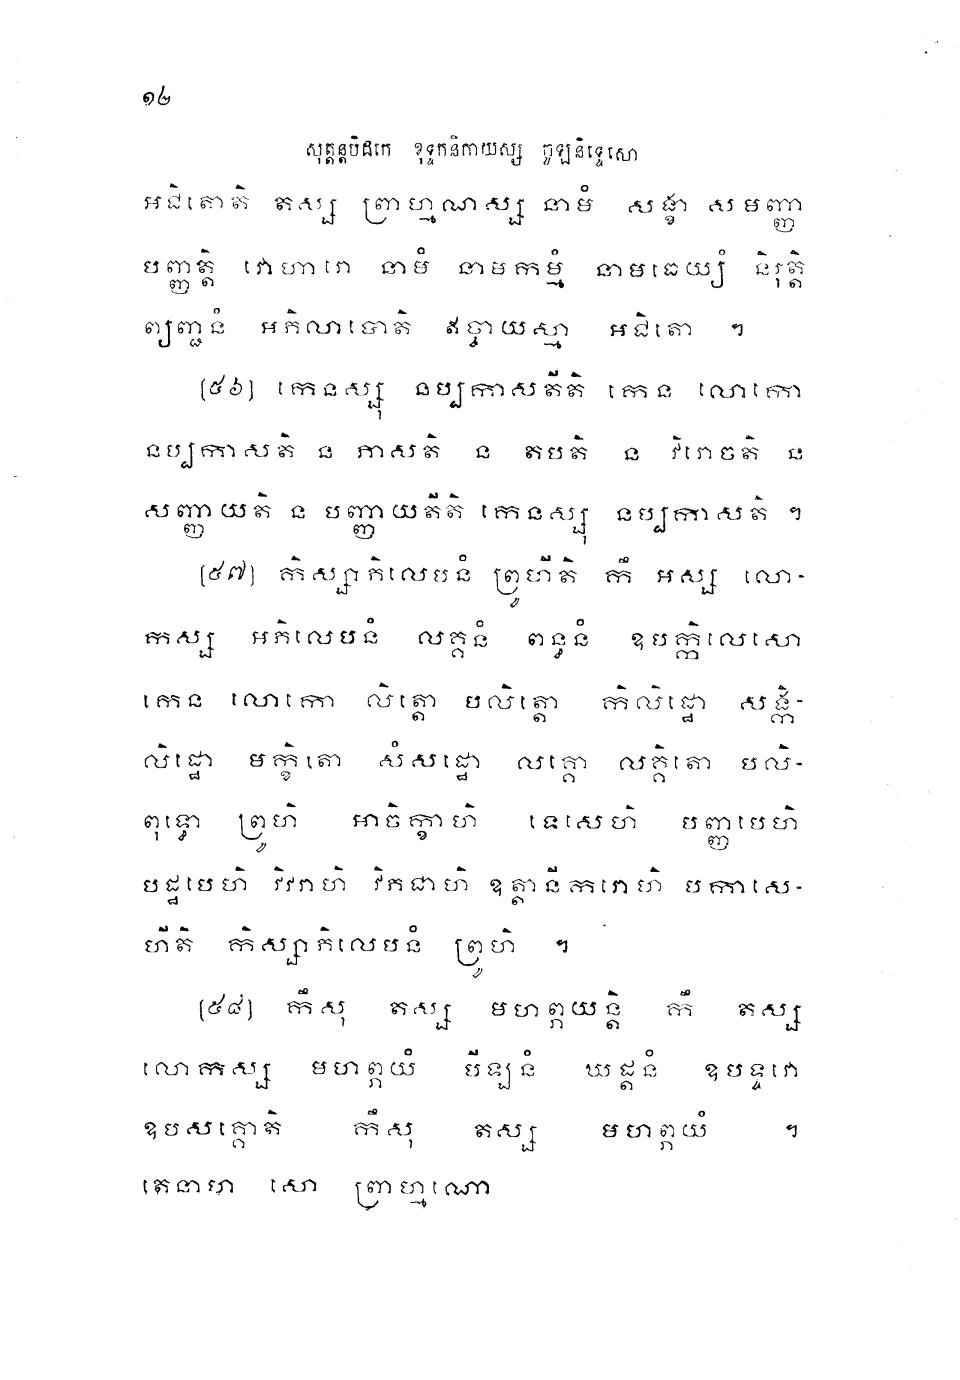 ១២
សុត្តន្តបិដកេ ខុទ្ទកនិកាយស្ស ចូឡនិទ្ទេសោ
អជិតោតិ តស្ស ព្រាហ្មណស្ស នាមំ សង្ខា សមញ្ញា
បញ្ញត្តិ វោហារោ នាមំ នាមកម្មំ នាមធេយ្យំ និរុត្តិ
ព្យញ្ជនំ អភិលាបោតិ ឥច្ចាយស្មា អជិតោ ។
(៥៦) កេនស្សុ នប្បកាសតីតិ កេន លោកោ
នប្បកាសតិ ន ភាសតិ ន តបតិ ន វិរោចតិ ន
សញ្ញាយតិ ន បញ្ញាយតីតិ កេនស្សុ នប្បកាសតិ ។
(៥៧) កិស្សាភិលេបនំ ព្រូហីតិ កឹ អស្ស លោ-
កស្ស អភិលេបនំ លគ្គនំ ពន្ធនំ ឧបក្កិលេសោ
កេន លោកោ លិត្តោ បលិត្តោ កិលិដ្ឋោ សង្កិ-
លិដ្ឋោ មក្ខិតោ សំសដ្ឋោ លគ្គោ លគ្គិតោ បលិ-
ពុទ្ធោ ព្រូហិ អាចិក្ខាហិ ទេសេហិ បញ្ញបេហិ
បដ្ឋបេហិ វិវរាហិ វិភជាហិ ឧត្តានីករោហិ បកាសេ-
ហីតិ កិស្សាភិលេបនំ ព្រូហិ ។
(៥៨) កឹសុ តស្ស មហព្ភយន្តិ កឹ តស្ស
លោកស្ស មហព្ភយំ បីឡនំ ឃដ្តនំ ឧបទ្ទវោ
ឧបសគ្គោតិ កឹសុ តស្ស មហព្ភយំ ។
តេនាហ សោ ព្រាហ្មណោ